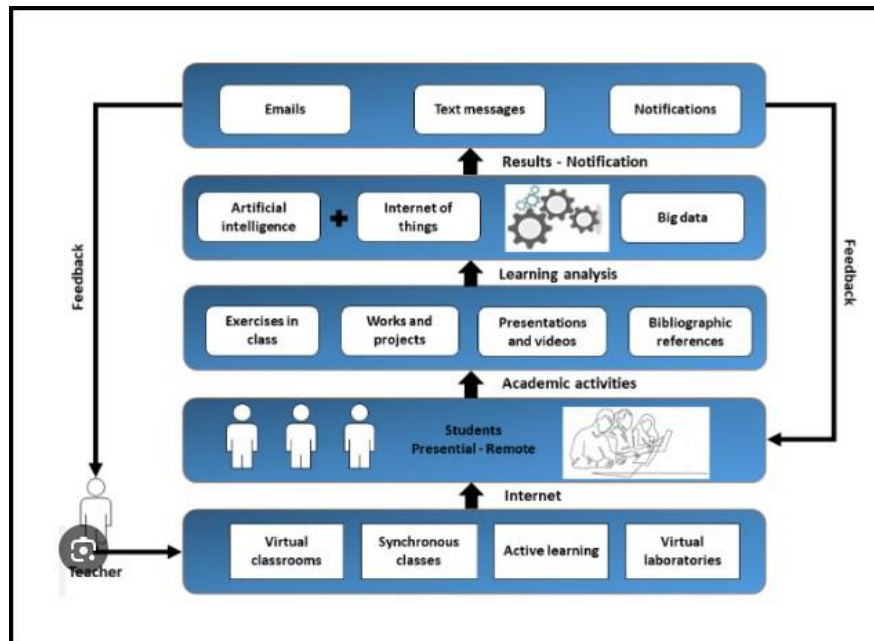 Emails
Text messages
Notifications
Results - Notification
Artificial
intelligence
Internet of
things
Big data
Feedback
Feedback
Learning analysis
Exercises in
class
Works and
projects
Presentations
and videos
Bibliographic
references
Academic activities
Students
Presential - Remote
Internet
Teacher
Virtual
classrooms
Synchronous
classes
Active learning
Virtual
laboratories